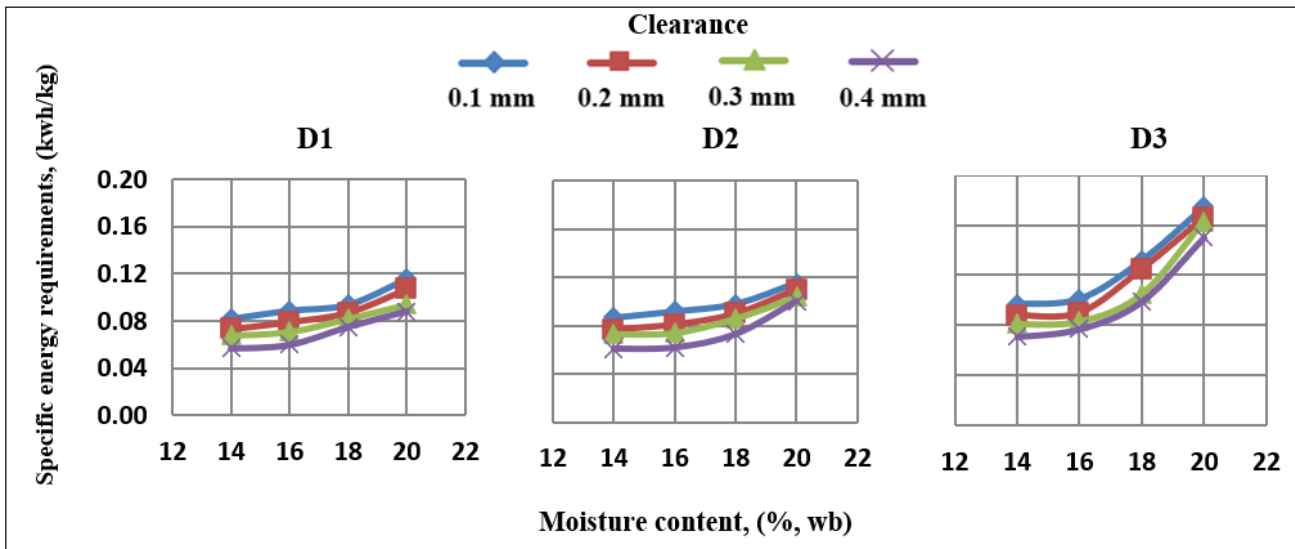 Clearance
0.1 mm 0.2 mm 0.3 mm 0.4 mm
D1 D2 D3
Specific energy requirements, (kwh/kg)
0.20
0.16
0.12
0.08
0.04
0.00
12 14 16 18 20 22 12 14 16 18 20 22 12 14 16 18 20 22
Moisture content, (%, wb)